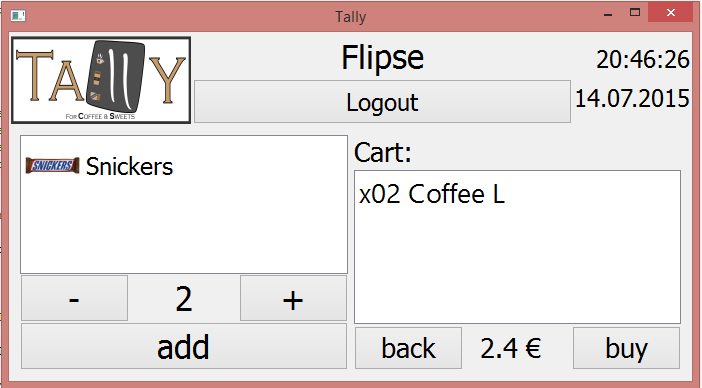 Tally
TALLY
FOR COFFEE & SWEETS
Flipse
20:46:26
Logout
14.07.2015
SNICKERS Snickers
Cart:
x02 Coffee L
- 2 +
add
back 2.4 € buy